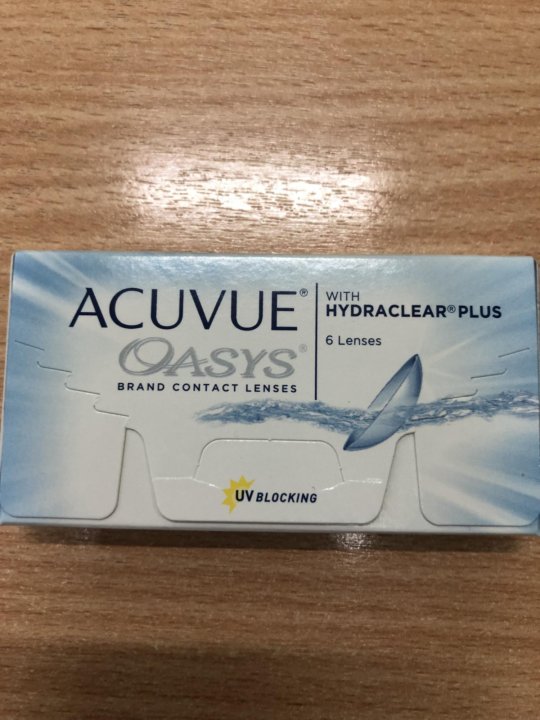 ACUVUE®
OASYS®
BRAND CONTACT LENSES
WITH
HYDRACLEAR® PLUS
6 Lenses
UV BLOCKING